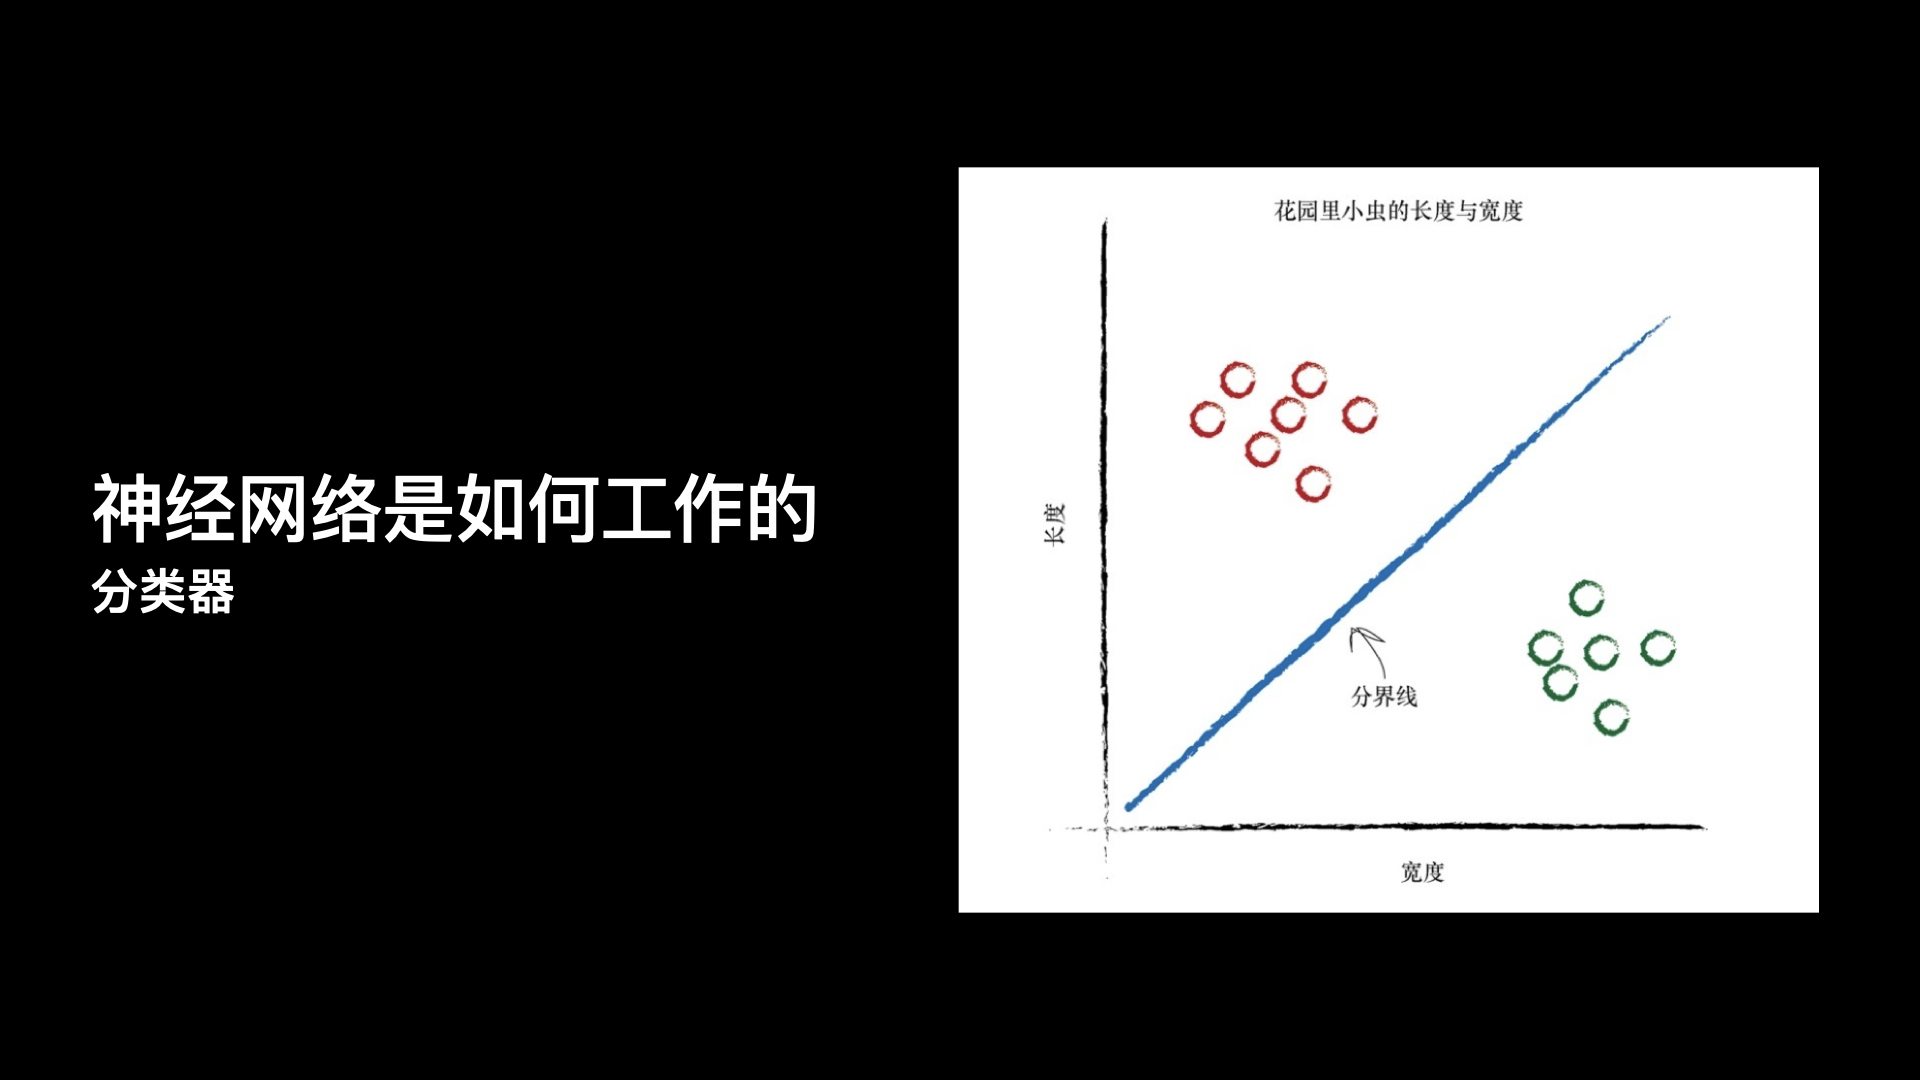 神经网络是如何工作的
分类器
花园里小虫的长度与宽度
长度
分界线
宽度